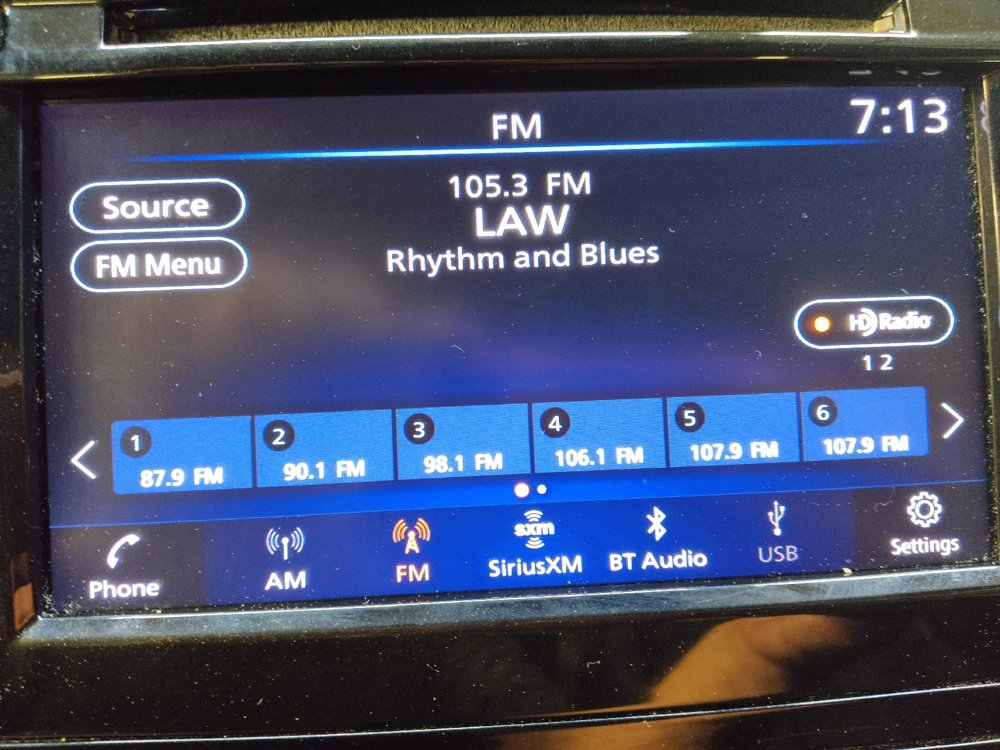 FM
7:13
105.3 FM
LAW
Rhythm and Blues
Source
FM Menu
HD Radio
1 2
1
87.9 FM
2
90.1 FM
3
98.1 FM
4
106.1 FM
5
107.9 FM
6
107.9 FM
Phone
AM
FM
sxm
SiriusXM
BT Audio
USB
Settings